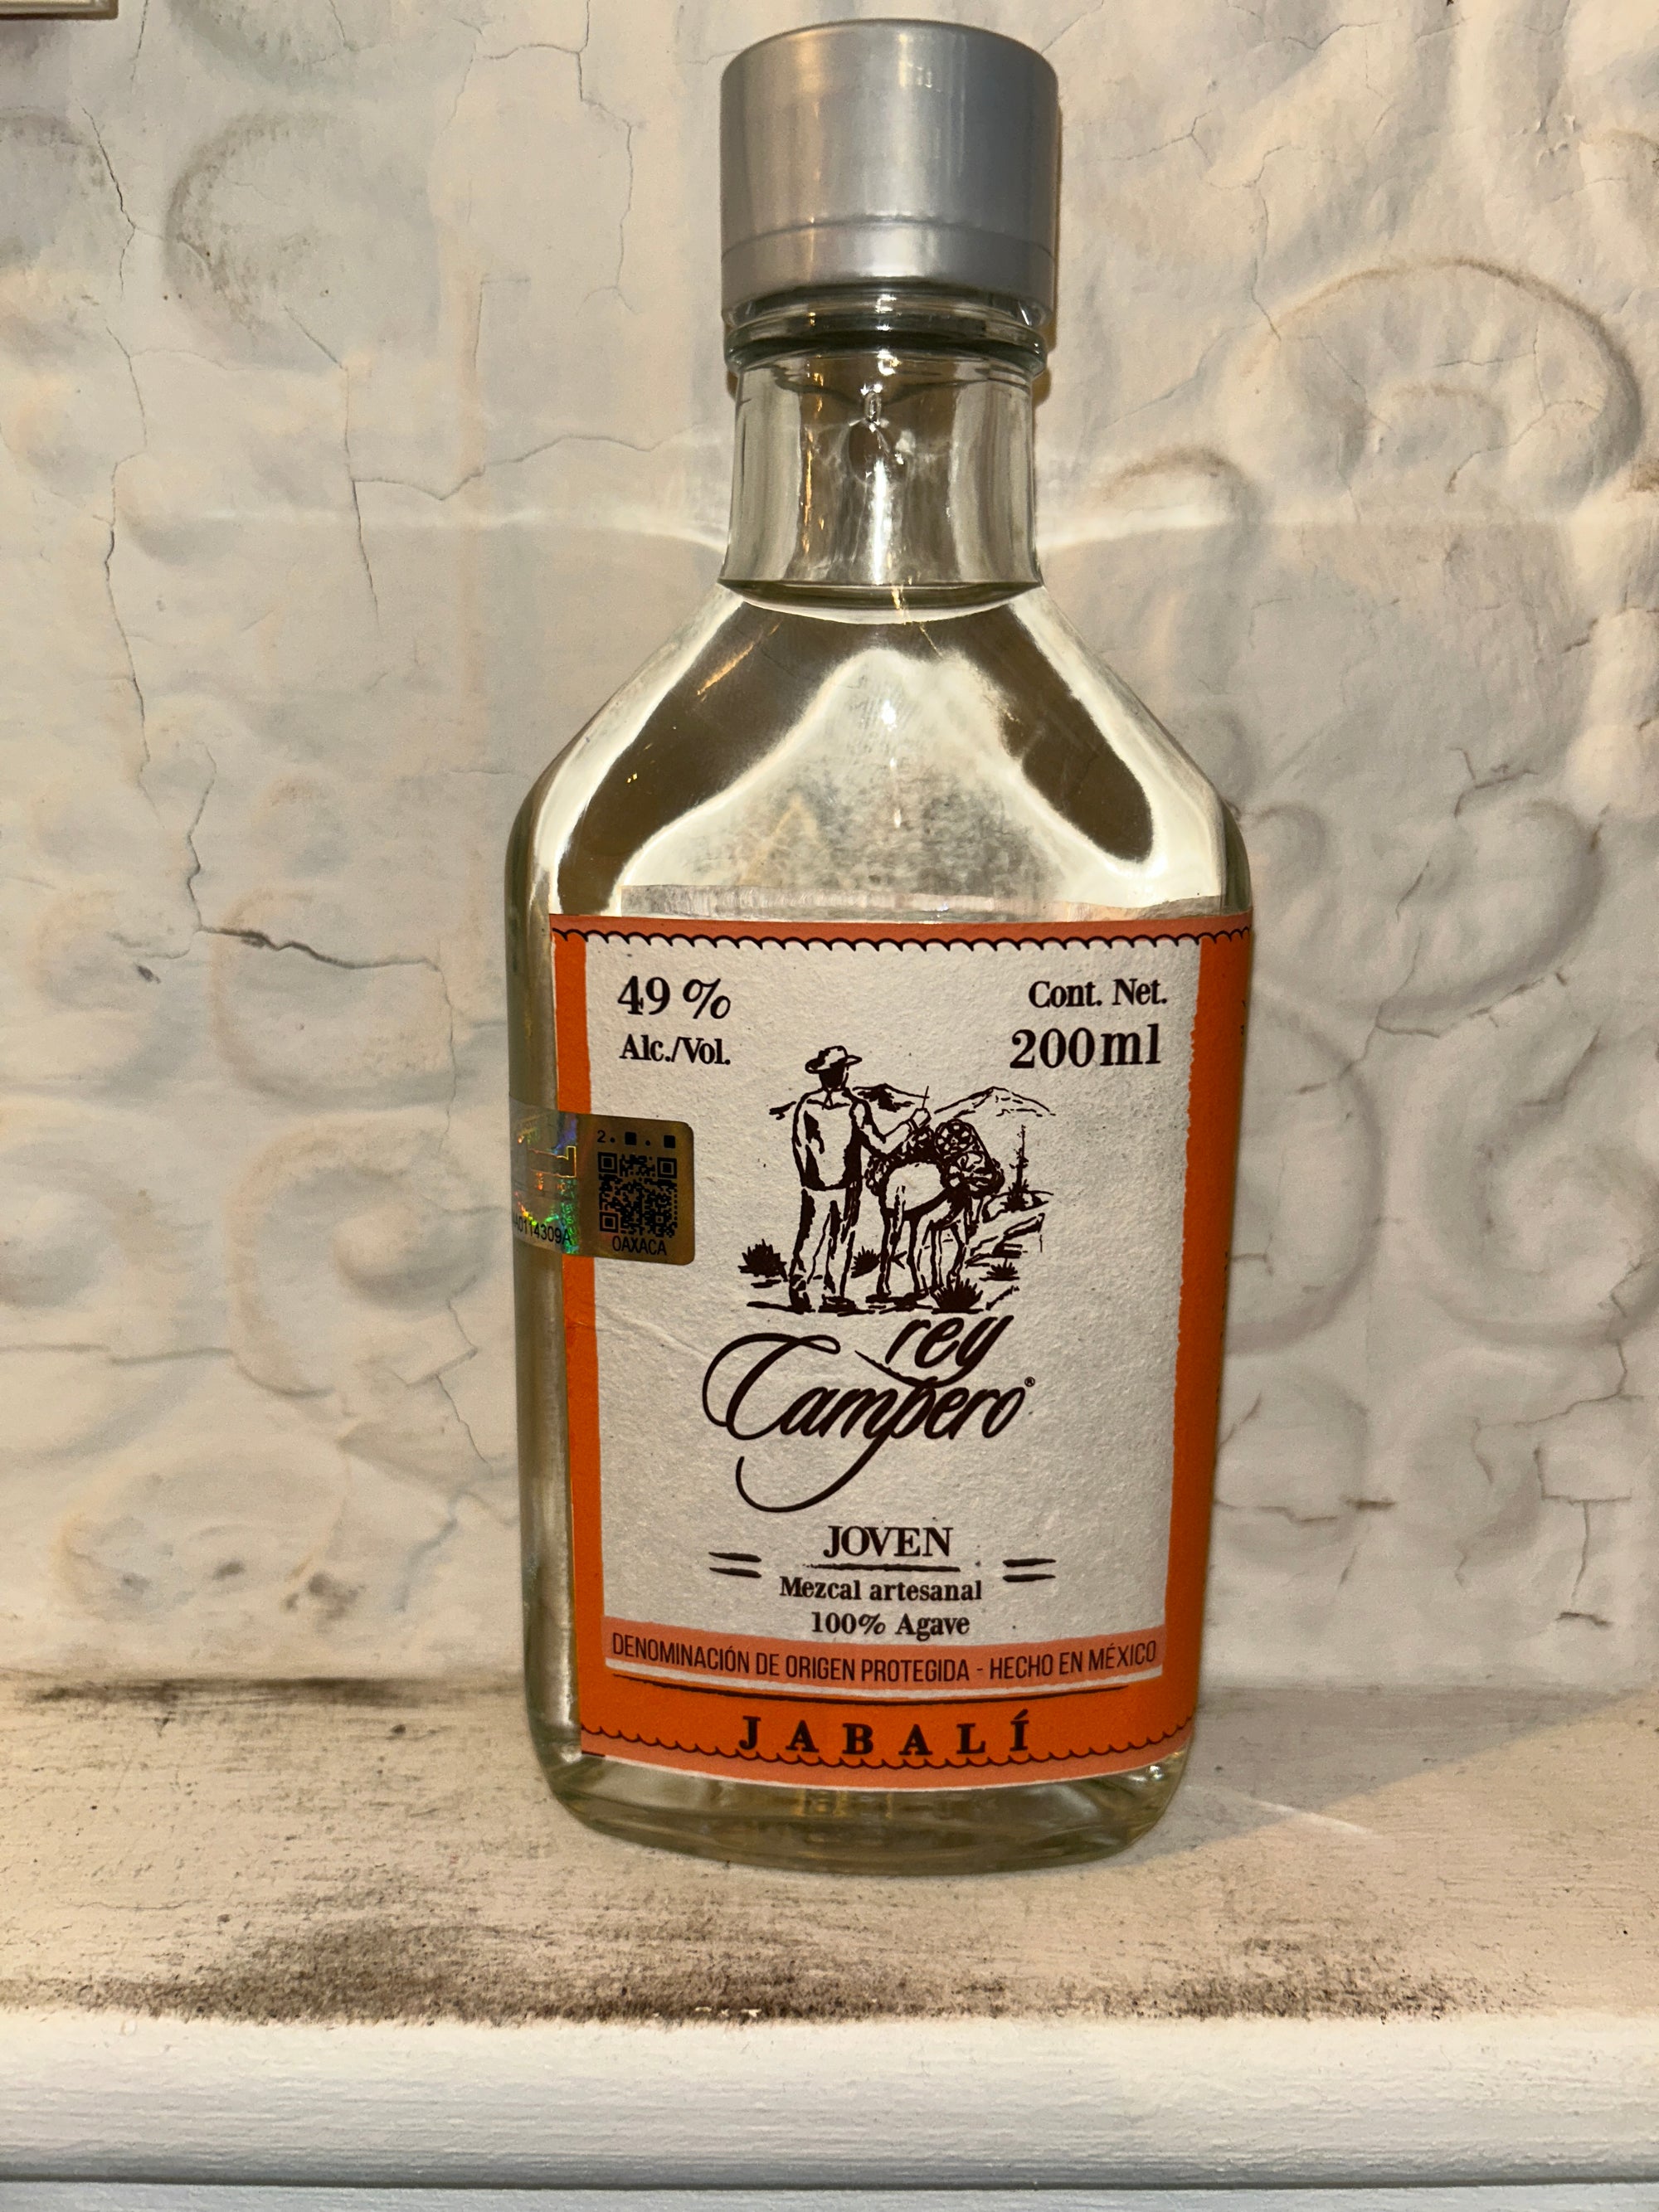 49 %
Alc./Vol.
Cont. Net.
200ml
OAXACA
rey
Campero®
JOVEN
Mezcal artesanal
100% Agave
DENOMINACIÓN DE ORIGEN PROTEGIDA - HECHO EN MÉXICO
JABALÍ